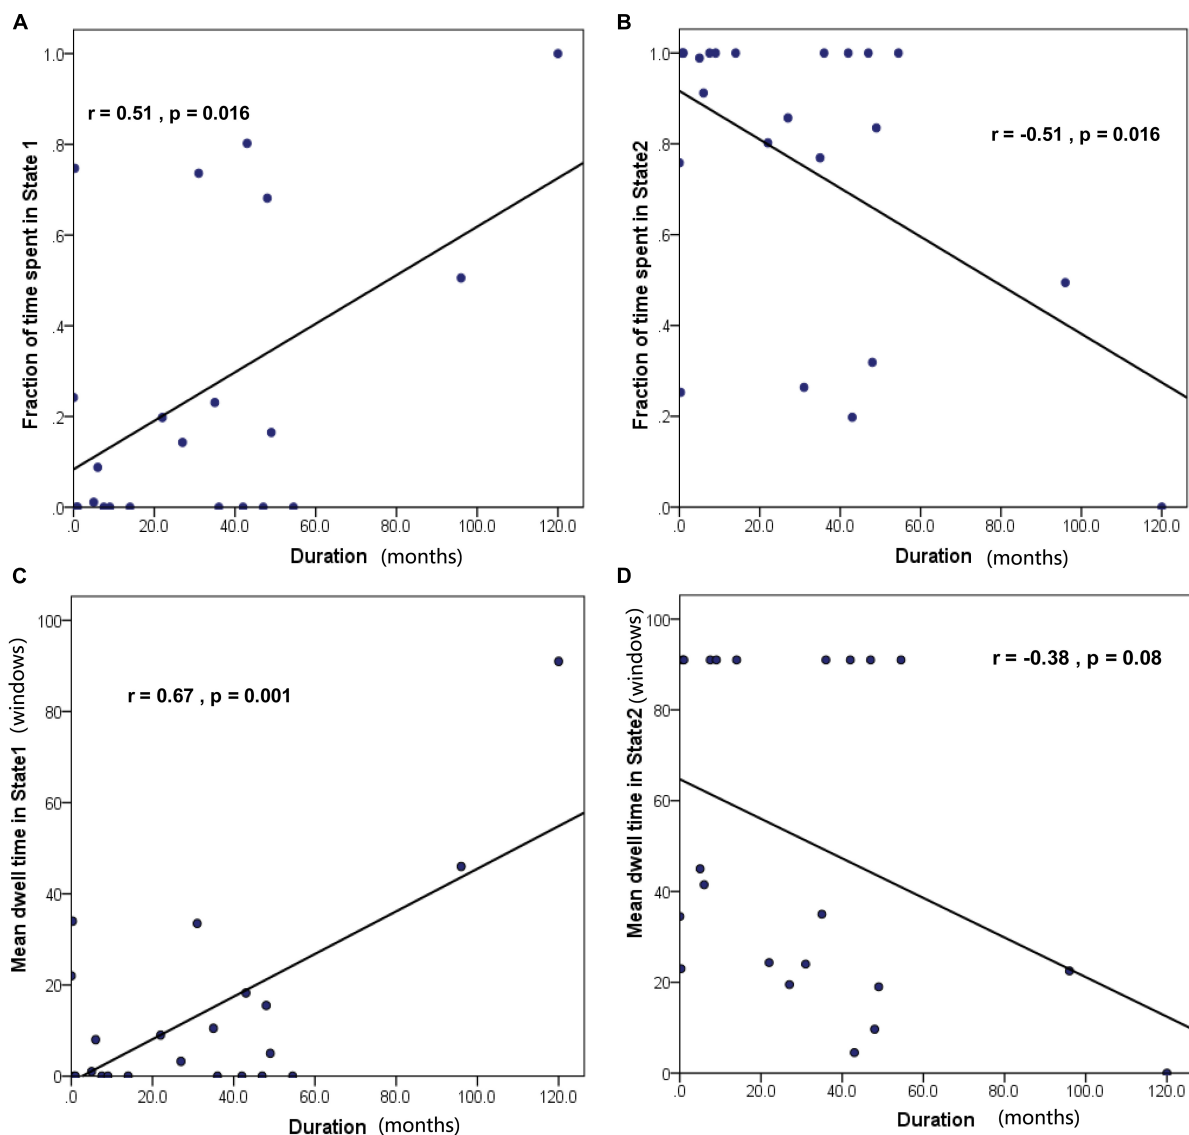 A
r = 0.51 , p = 0.016
Fraction of time spent in State 1
1.0
.8
.6
.4
.2
.0
.0 20.0 40.0 60.0 80.0 100.0 120.0
Duration (months)
B
r = -0.51 , p = 0.016
Fraction of time spent in State2
1.0
.8
.6
.4
.2
.0
.0 20.0 40.0 60.0 80.0 100.0 120.0
Duration (months)
C
r = 0.67 , p = 0.001
Mean dwell time in State1 (windows)
100
80
60
40
20
0
.0 20.0 40.0 60.0 80.0 100.0 120.0
Duration (months)
D
r = -0.38 , p = 0.08
Mean dwell time in State2 (windows)
100
80
60
40
20
0
.0 20.0 40.0 60.0 80.0 100.0 120.0
Duration (months)